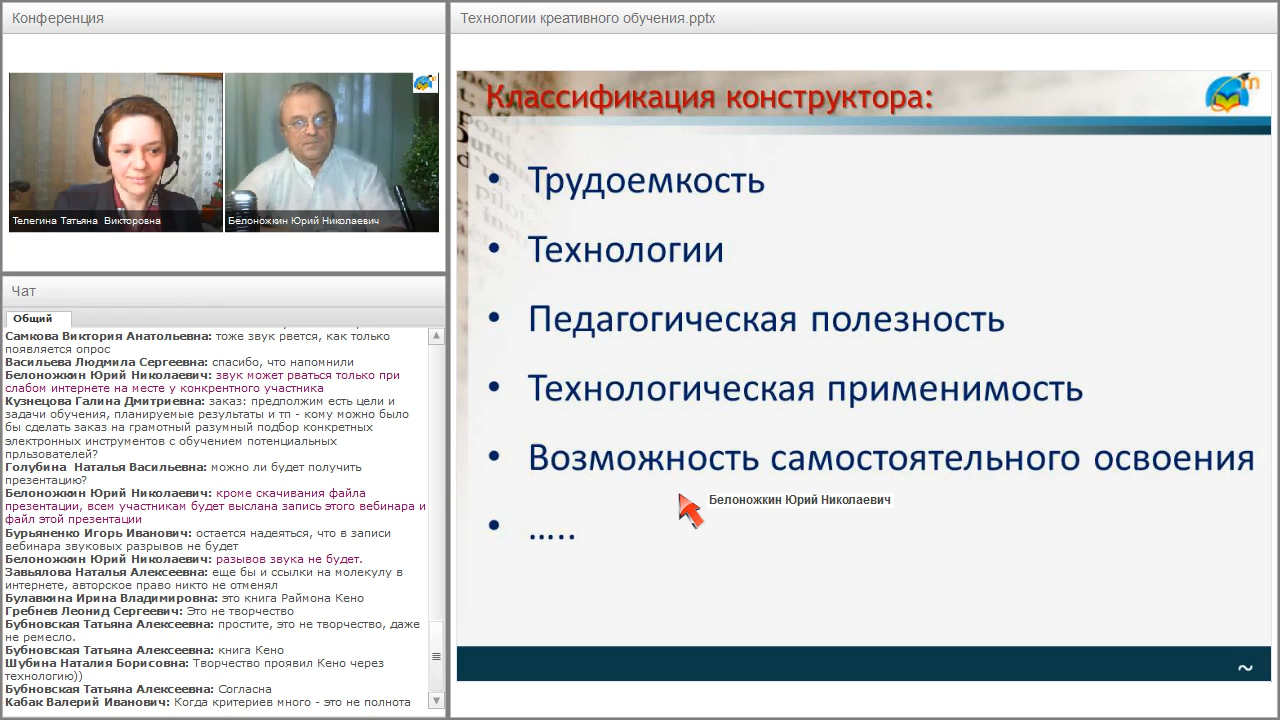 Конференция
Телегина Татьяна Викторовна
Белоножкин Юрий Николаевич
Чат
Общий
Самкова Виктория Анатольевна: тоже звук рвется, как только
появляется опрос
Васильева Людмила Сергеевна: спасибо, что напомнили
Белоножкин Юрий Николаевич: звук может рваться только при
слабом интернете на месте у конкрентного участника
Кузнецова Галина Дмитриевна: заказ: предполжим есть цели и
задачи обучения, планируемые результаты и тп - кому можно было
бы сделать заказ на грамотный разумный подбор конкретных
электронных инструментов с обучением потенциальных
прльзователей?
Голубина Наталья Васильевна: можно ли будет получить
презентацию?
Белоножкин Юрий Николаевич: кроме скачивания файла
презентации, всем участникам будет выслана запись этого вебинара и
файл этой презентации
Бурьяненко Игорь Иванович: остается надеяться, что в записи
вебинара звуковых разрывов не будет
Белоножкин Юрий Николаевич: разывов звука не будет.
Завьялова Наталья Алексеевна: еще бы и ссылки на молекулу в
интернете, авторское право никто не отменял
Булавкина Ирина Владимировна: это книга Раймона Кено
Гребнев Леонид Сергеевич: Это не творчество
Бубновская Татьяна Алексеевна: простите, это не творчество, даже
не ремесло.
Бубновская Татьяна Алексеевна: книга Кено
Шубина Наталия Борисовна: Творчество проявил Кено через
технологию))
Бубновская Татьяна Алексеевна: Согласна
Кабак Валерий Иванович: Когда критериев много - это не полнота
Технологии креативного обучения.pptx
Классификация конструктора:
• Трудоемкость
• Технологии
• Педагогическая полезность
• Технологическая применимость
• Возможность самостоятельного освоения
Белоножкин Юрий Николаевич
• .....
~